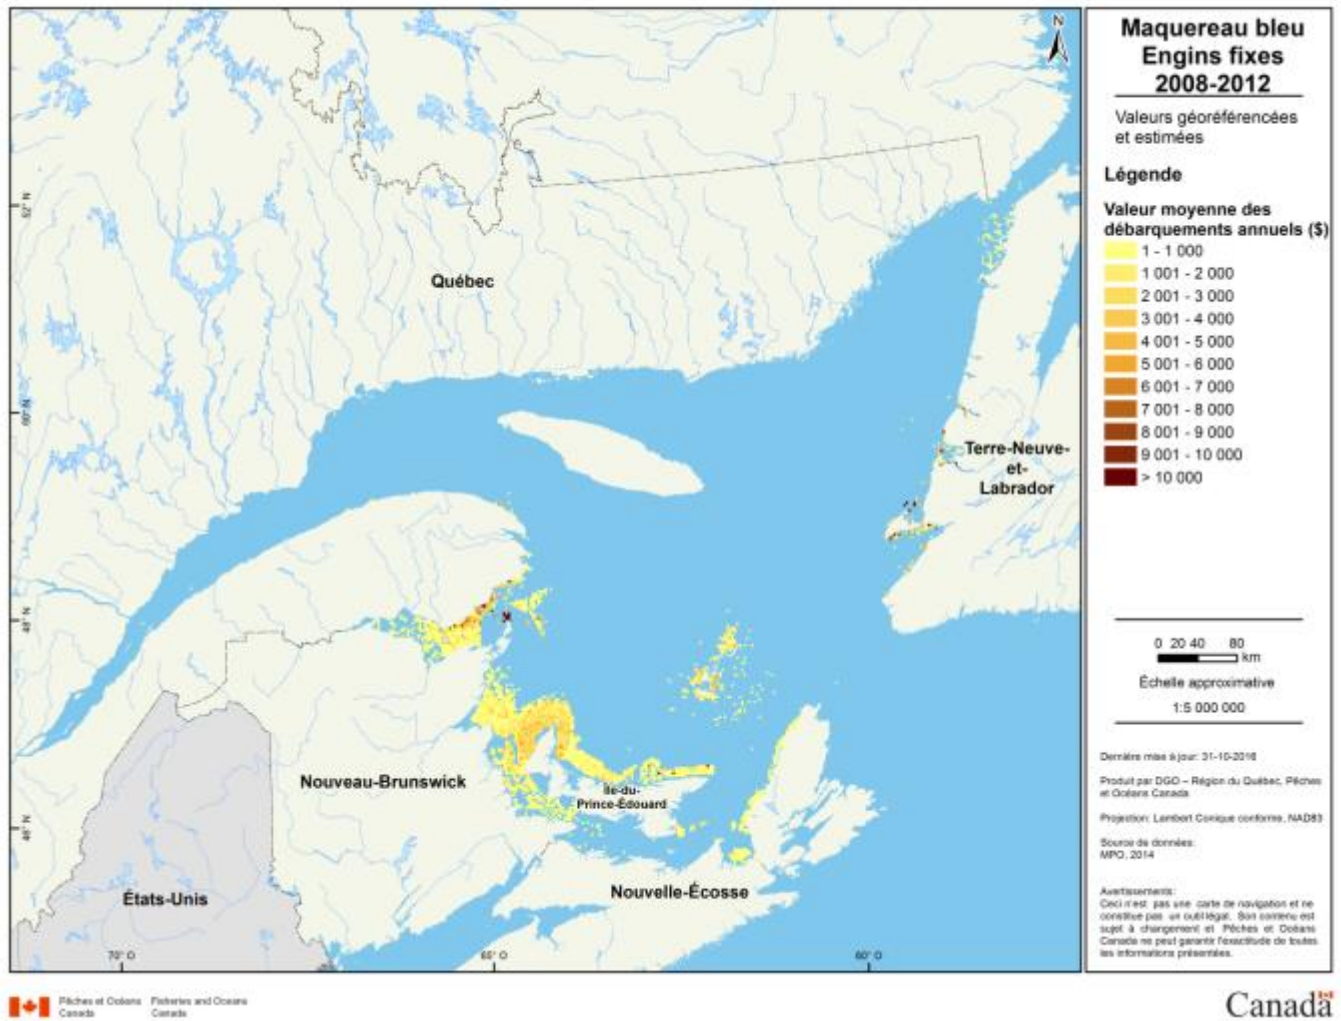 N
Maquereau bleu
Engins fixes
2008-2012
Valeurs géoréférencées
et estimées
Légende
Valeur moyenne des
débarquements annuels ($)
1 - 1 000
1 001 - 2 000
2 001 - 3 000
3 001 - 4 000
4 001 - 5 000
5 001 - 6 000
6 001 - 7 000
7 001 - 8 000
8 001 - 9 000
9 001 - 10 000
> 10 000
0 20 40 80
km
Échelle approximative
1:5 000 000
Dernière mise à jour: 31-10-2016
Produit par DGO – Région du Québec, Pêches
et Océans Canada
Projection: Lambert Conique conforme, NAD83
Source de données:
MPO, 2014
Avertissements:
Ceci n'est pas une carte de navigation et ne
constitue pas un outil légal. Son contenu est
sujet à changement et Pêches et Océans
Canada ne peut garantir l'exactitude de toutes
les informations présentées.
52° N
50° N
48° N
46° N
Québec
Terre-Neuve-
et-
Labrador
Nouveau-Brunswick
Île-du-
Prince-Édouard
Nouvelle-Écosse
États-Unis
70° O
65° O
60° O
Pêches et Océans Fisheries and Oceans
Canada Canada
Canada